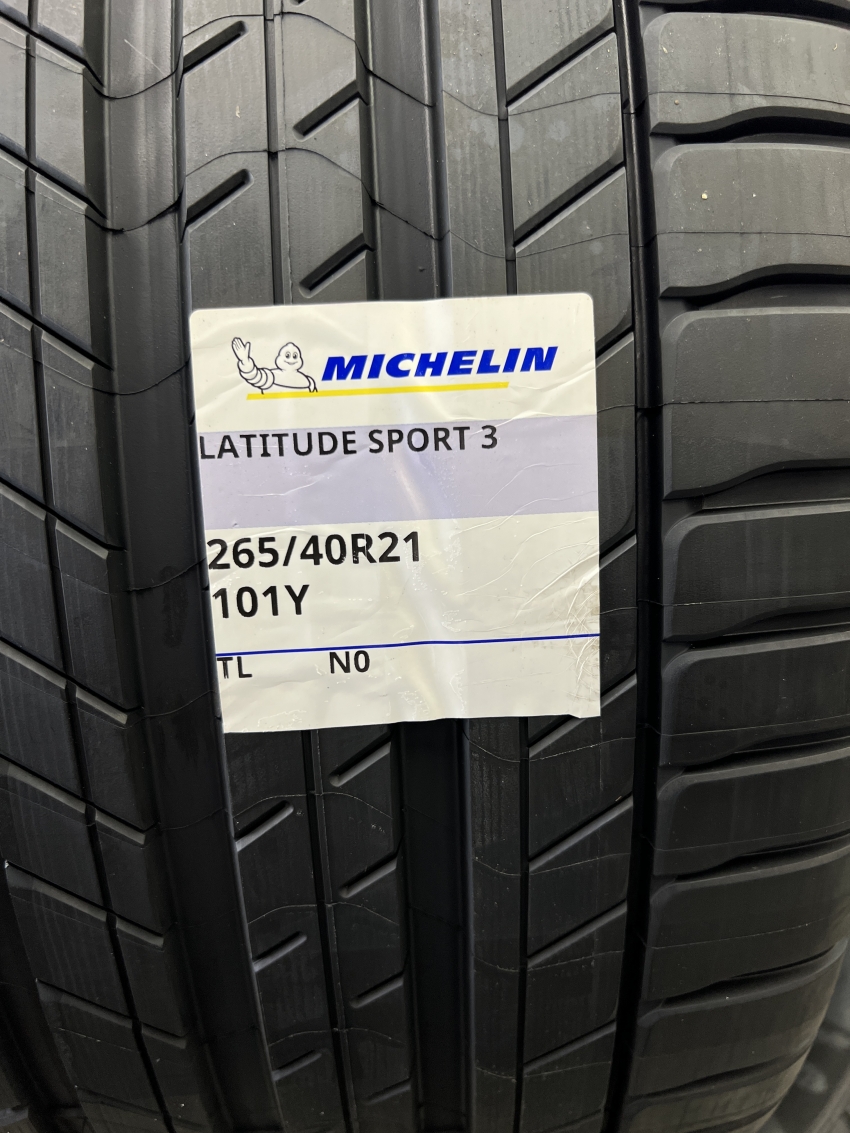 MICHELIN
LATITUDE SPORT 3
265/40R21
101Y
TL N0